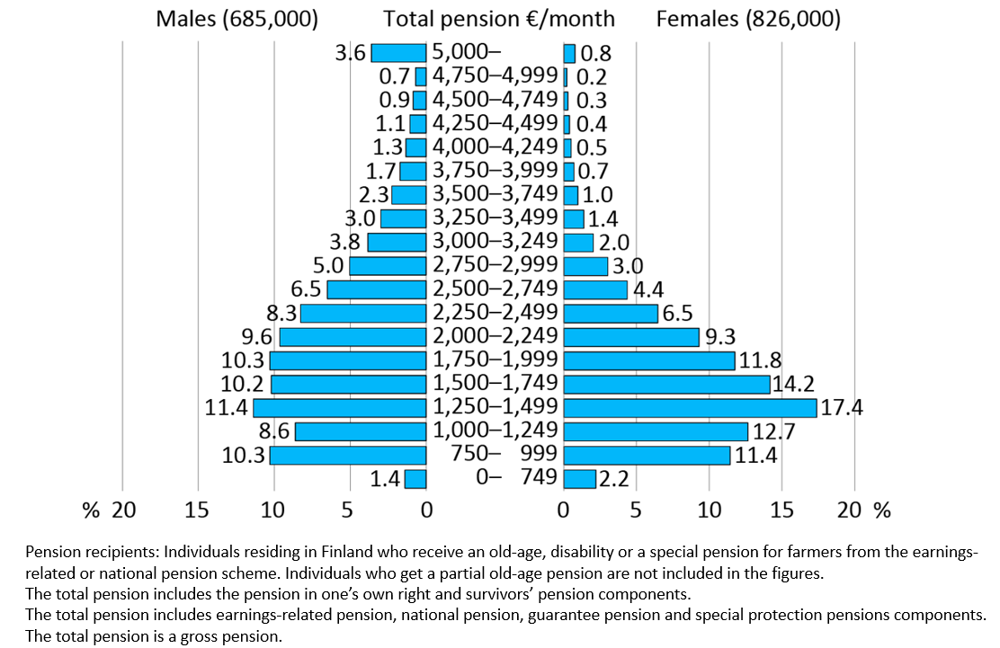 Males (685,000) Total pension €/month Females (826,000)
3.6 5,000– 0.8
0.7 4,750–4,999 0.2
0.9 4,500–4,749 0.3
1.1 4,250–4,499 0.4
1.3 4,000–4,249 0.5
1.7 3,750–3,999 0.7
2.3 3,500–3,749 1.0
3.0 3,250–3,499 1.4
3.8 3,000–3,249 2.0
5.0 2,750–2,999 3.0
6.5 2,500–2,749 4.4
8.3 2,250–2,499 6.5
9.6 2,000–2,249 9.3
10.3 1,750–1,999 11.8
10.2 1,500–1,749 14.2
11.4 1,250–1,499 17.4
8.6 1,000–1,249 12.7
10.3 750– 999 11.4
1.4 0– 749 2.2
% 20 15 10 5 0 0 5 10 15 20 %
Pension recipients: Individuals residing in Finland who receive an old-age, disability or a special pension for farmers from the earnings-
related or national pension scheme. Individuals who get a partial old-age pension are not included in the figures.
The total pension includes the pension in one’s own right and survivors’ pension components.
The total pension includes earnings-related pension, national pension, guarantee pension and special protection pensions components.
The total pension is a gross pension.